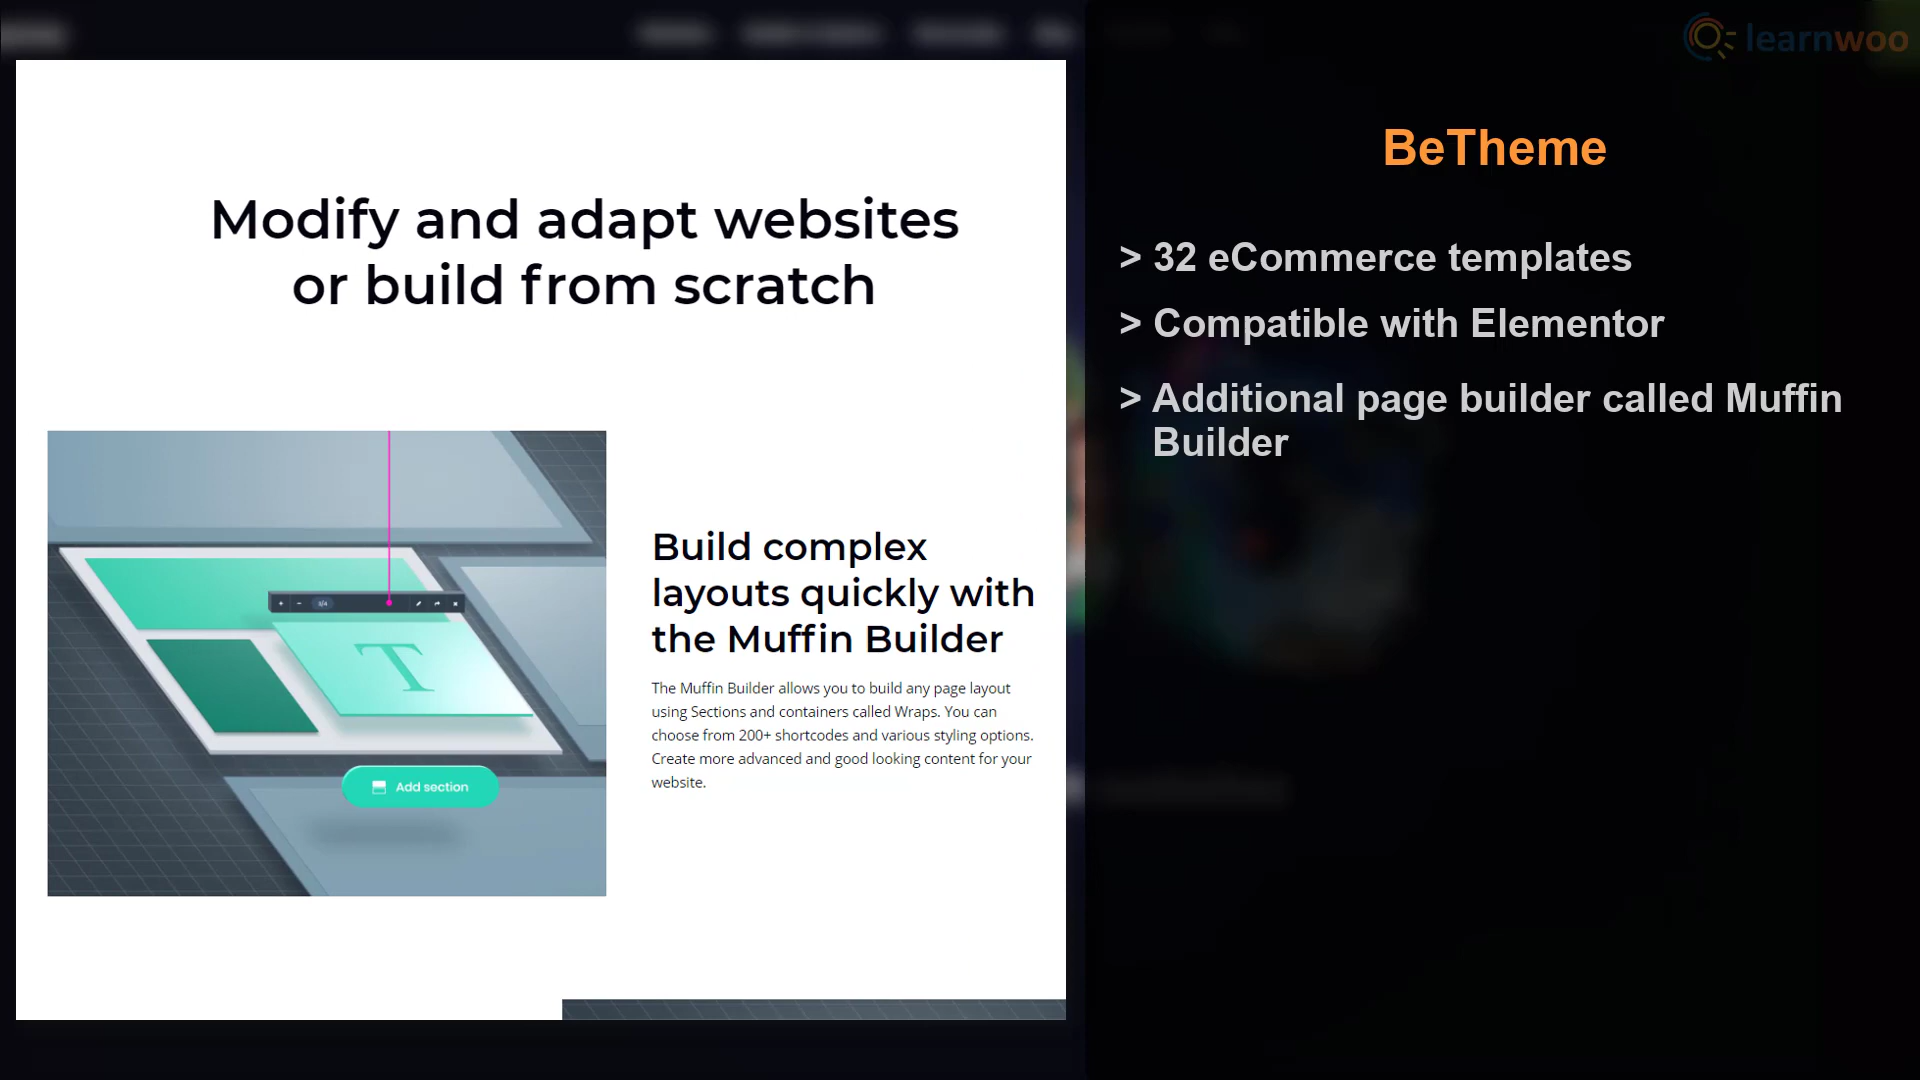 learnwoo
Modify and adapt websites
or build from scratch
3/4
T
Add section
Build complex
layouts quickly with
the Muffin Builder
The Muffin Builder allows you to build any page layout
using Sections and containers called Wraps. You can
choose from 200+ shortcodes and various styling options.
Create more advanced and good looking content for your
website.
BeTheme
> 32 eCommerce templates
> Compatible with Elementor
> Additional page builder called Muffin
Builder